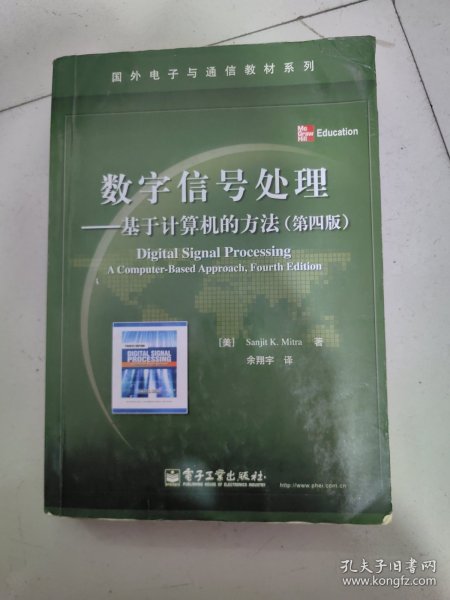 国外电子与通信教材系列
Mc
Graw
Hill
Education
数字信号处理
——基于计算机的方法（第四版）
Digital Signal Processing
A Computer-Based Approach, Fourth Edition
[美] Sanjit K. Mitra 著
余翔宇 译
DIGITAL SIGNAL
PROCESSING
电子工业出版社
PUBLISHING HOUSE OF ELECTRONICS INDUSTRY
http://www.phei.com.cn
孔夫子旧书网
www.kongfz.com